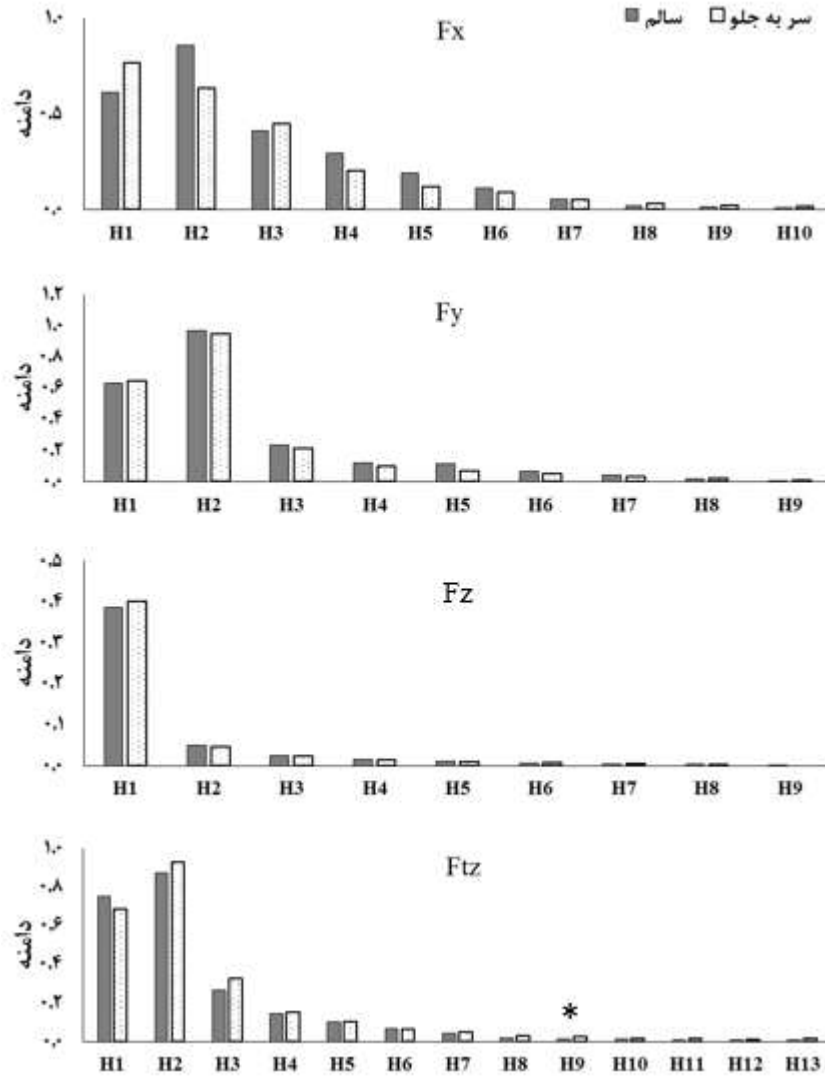 سالم سر به جلو
Fx
دامنه
۱.۰
۰.۵
۰.۰
H1 H2 H3 H4 H5 H6 H7 H8 H9 H10
Fy
دامنه
۱.۲
۱.۰
۰.۸
۰.۶
۰.۴
۰.۲
۰.۰
H1 H2 H3 H4 H5 H6 H7 H8 H9
Fz
دامنه
۰.۵
۰.۴
۰.۳
۰.۲
۰.۱
۰.۰
H1 H2 H3 H4 H5 H6 H7 H8 H9
Ftz
دامنه
۱.۰
۰.۸
۰.۶
۰.۴
۰.۲
۰.۰
*
H1 H2 H3 H4 H5 H6 H7 H8 H9 H10 H11 H12 H13